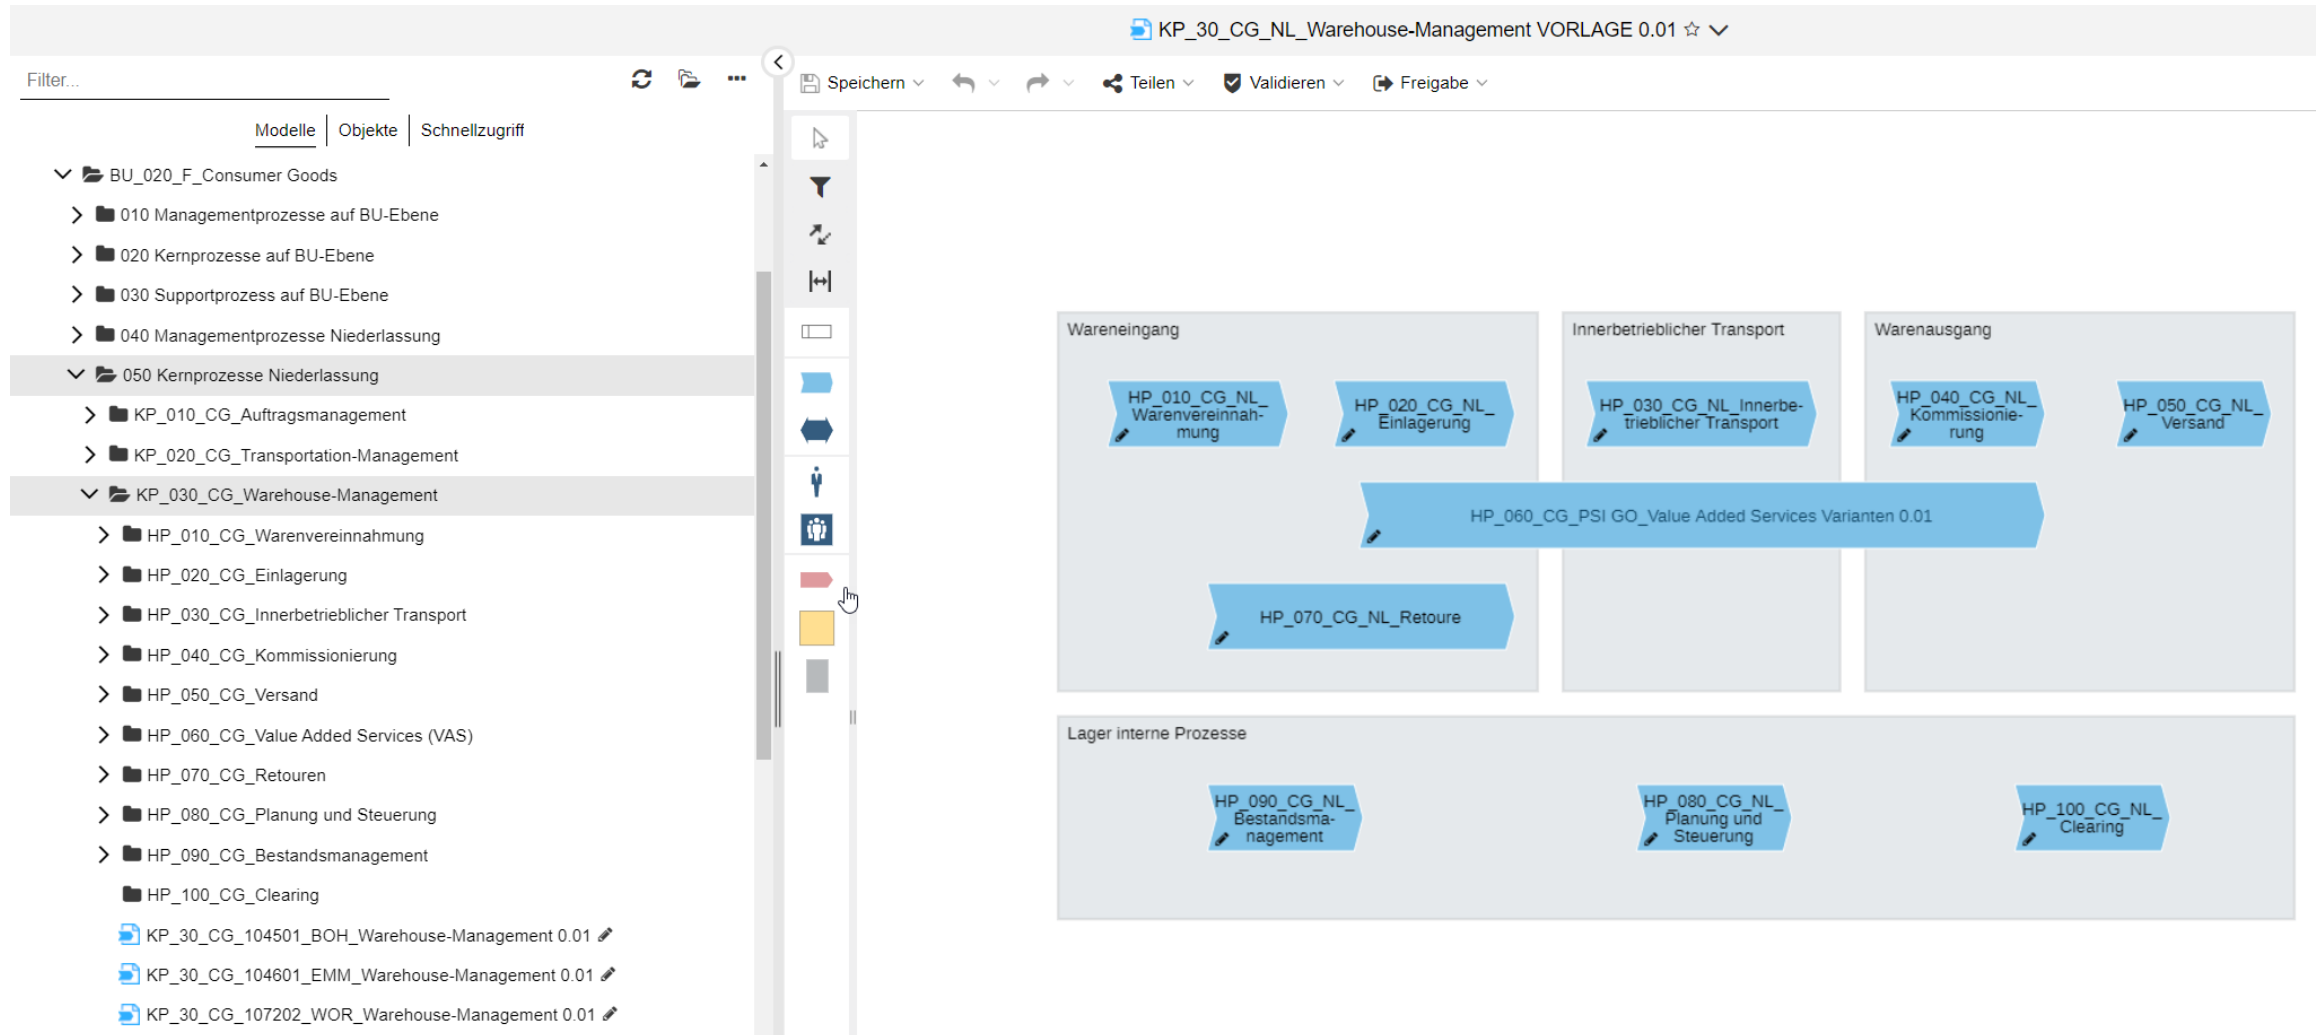 KP_30_CG_NL_Warehouse-Management VORLAGE 0.01
Filter...
Speichern
Teilen
Validieren
Freigabe
Modelle
Objekte
Schnellzugriff
BU_020_F_Consumer Goods
010 Managementprozesse auf BU-Ebene
020 Kernprozesse auf BU-Ebene
030 Supportprozess auf BU-Ebene
040 Managementprozesse Niederlassung
050 Kernprozesse Niederlassung
KP_010_CG_Auftragsmanagement
KP_020_CG_Transportation-Management
KP_030_CG_Warehouse-Management
HP_010_CG_Warenvereinnahmung
HP_020_CG_Einlagerung
HP_030_CG_Innerbetrieblicher Transport
HP_040_CG_Kommissionierung
HP_050_CG_Versand
HP_060_CG_Value Added Services (VAS)
HP_070_CG_Retouren
HP_080_CG_Planung und Steuerung
HP_090_CG_Bestandsmanagement
HP_100_CG_Clearing
KP_30_CG_104501_BOH_Warehouse-Management 0.01
KP_30_CG_104601_EMM_Warehouse-Management 0.01
KP_30_CG_107202_WOR_Warehouse-Management 0.01
Wareneingang
HP_010_CG_NL_
Warenvereinnah-
mung
HP_020_CG_NL_
Einlagerung
Innerbetrieblicher Transport
HP_030_CG_NL_Innerbe-
trieblicher Transport
Warenausgang
HP_040_CG_NL_
Kommissionie-
rung
HP_050_CG_NL_
Versand
HP_060_CG_PSI GO_Value Added Services Varianten 0.01
HP_070_CG_NL_Retoure
Lager interne Prozesse
HP_090_CG_NL_
Bestandsma-
nagement
HP_080_CG_NL_
Planung und
Steuerung
HP_100_CG_NL_
Clearing